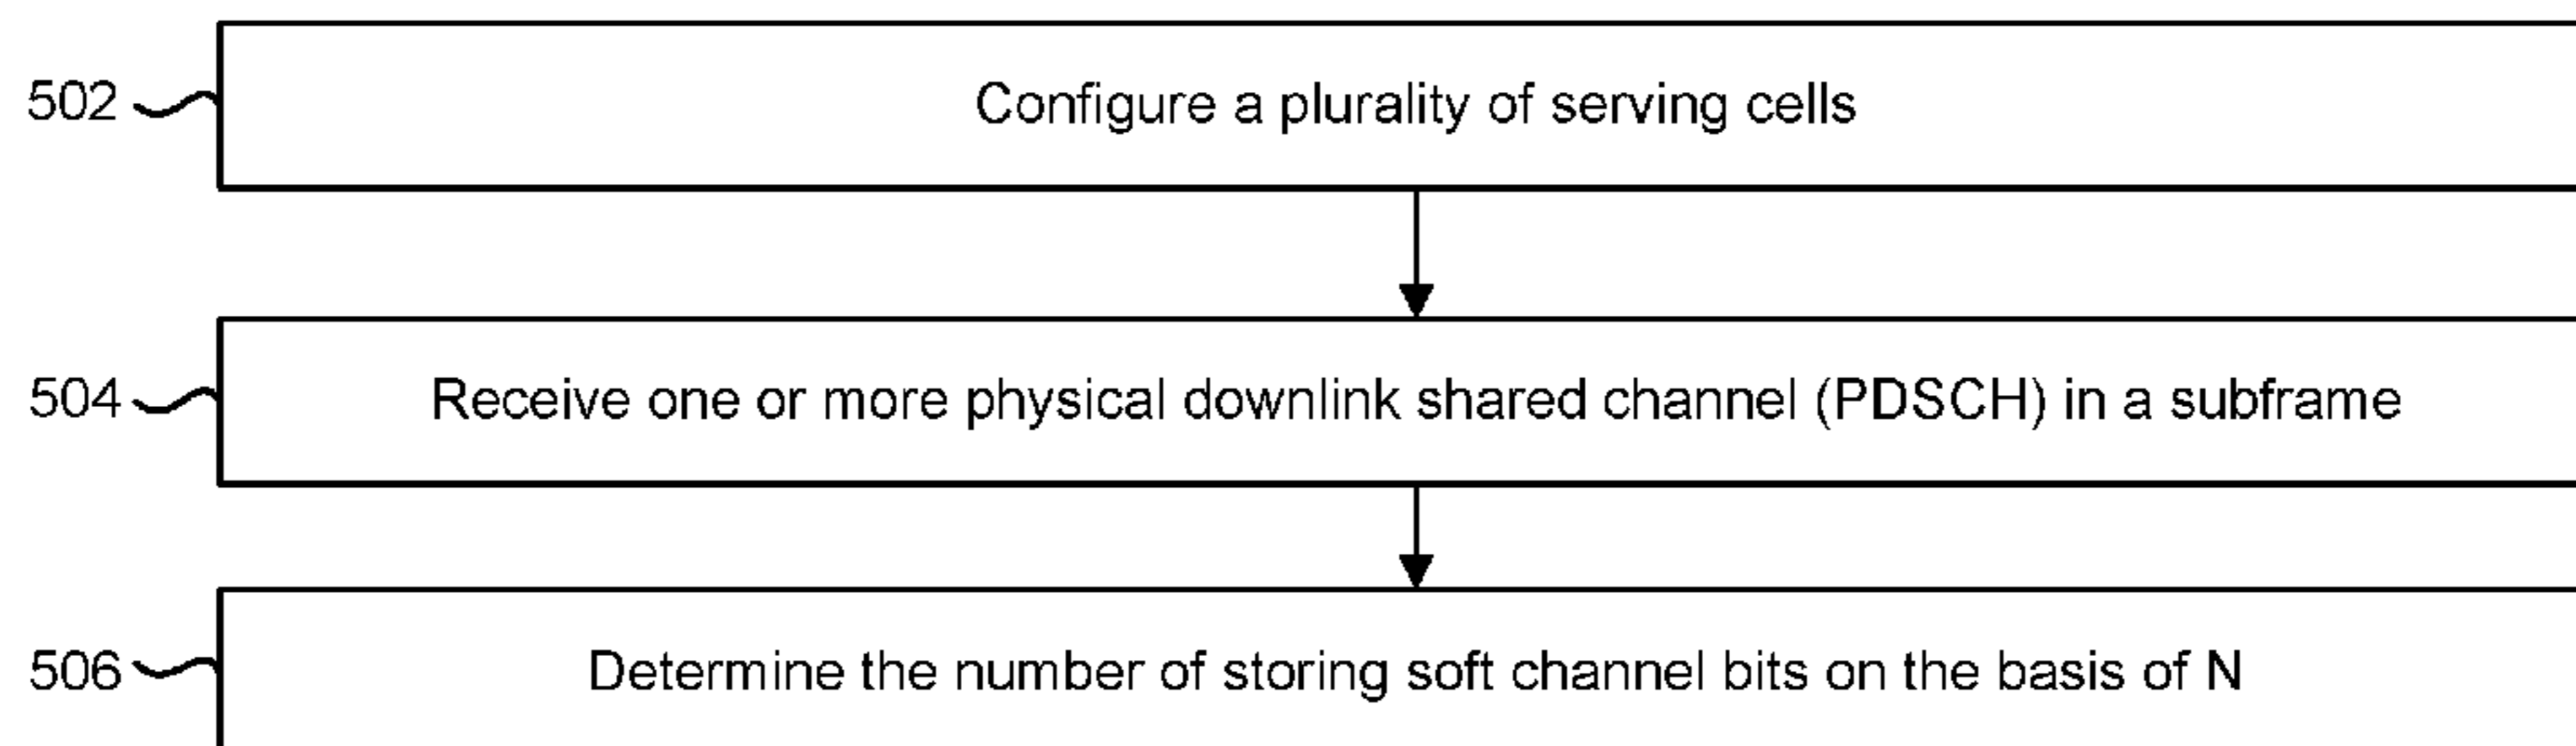 502 Configure a plurality of serving cells
504 Receive one or more physical downlink shared channel (PDSCH) in a subframe
506 Determine the number of storing soft channel bits on the basis of N